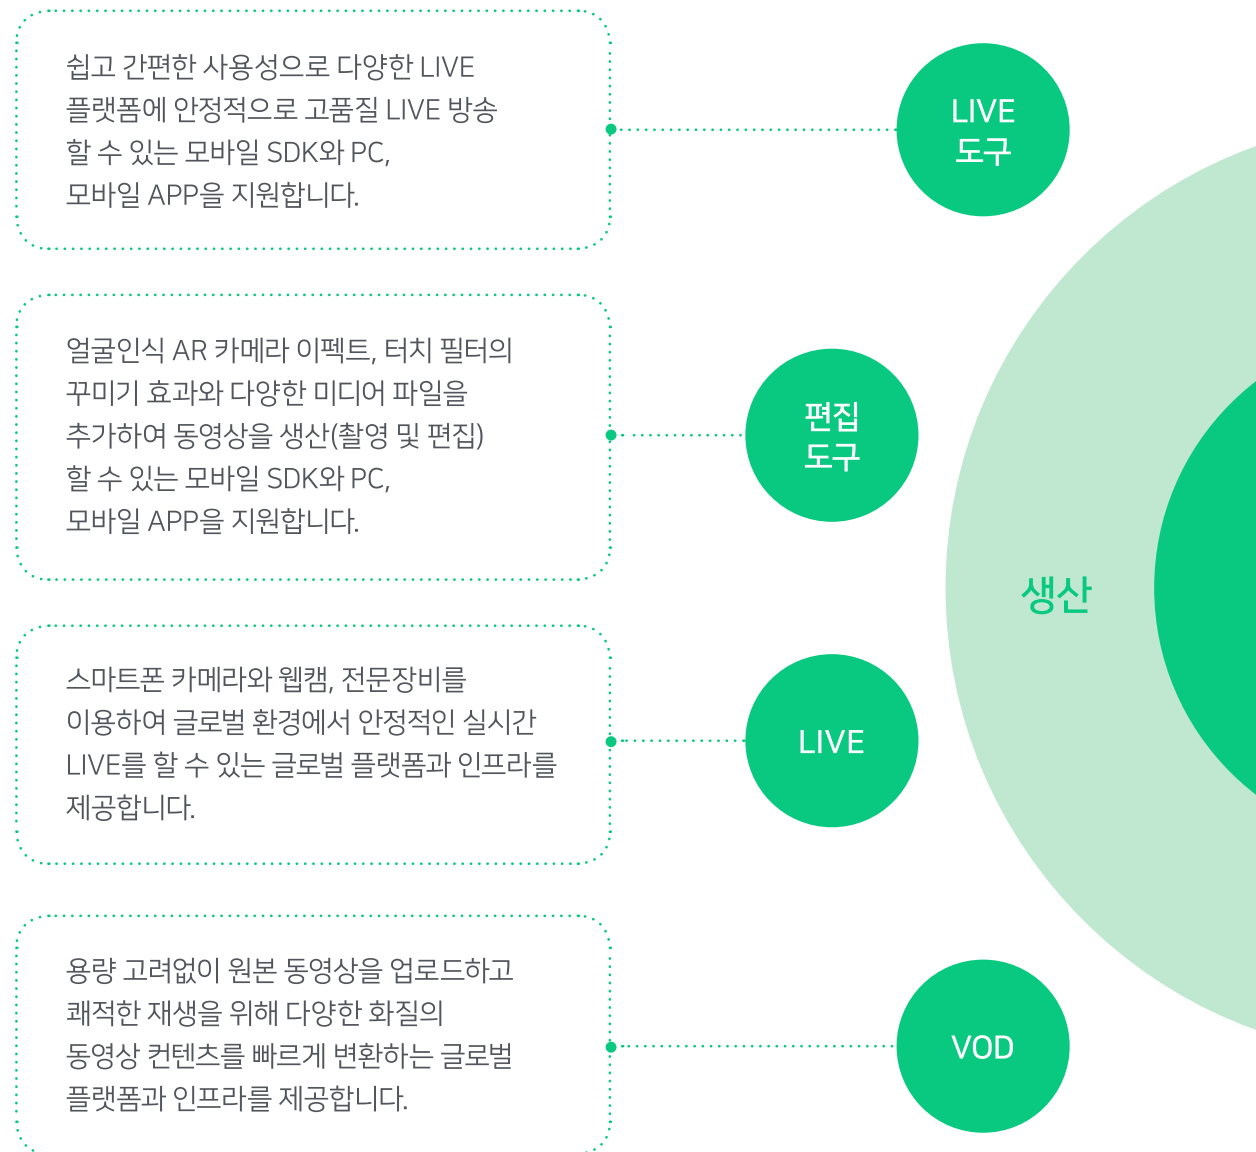 쉽고 간편한 사용성으로 다양한 LIVE
플랫폼에 안정적으로 고품질 LIVE 방송
할 수 있는 모바일 SDK와 PC,
모바일 APP을 지원합니다.
LIVE
도구
얼굴인식 AR 카메라 이펙트, 터치 필터의
꾸미기 효과와 다양한 미디어 파일을
추가하여 동영상을 생산(촬영 및 편집)
할 수 있는 모바일 SDK와 PC,
모바일 APP을 지원합니다.
편집
도구
생산
스마트폰 카메라와 웹캠, 전문장비를
이용하여 글로벌 환경에서 안정적인 실시간
LIVE를 할 수 있는 글로벌 플랫폼과 인프라를
제공합니다.
LIVE
용량 고려없이 원본 동영상을 업로드하고
쾌적한 재생을 위해 다양한 화질의
동영상 컨텐츠를 빠르게 변환하는 글로벌
플랫폼과 인프라를 제공합니다.
VOD